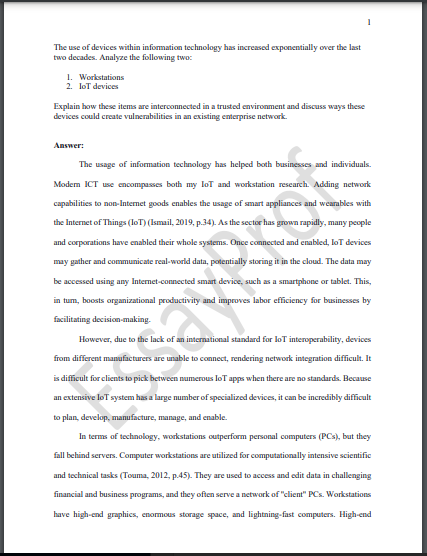 1
The use of devices within information technology has increased exponentially over the last
two decades. Analyze the following two:
1. Workstations
2. IoT devices
Explain how these items are interconnected in a trusted environment and discuss ways these
devices could create vulnerabilities in an existing enterprise network.
Answer:
The usage of information technology has helped both businesses and individuals.
Modern ICT use encompasses both my IoT and workstation research. Adding network
capabilities to non-Internet goods enables the usage of smart appliances and wearables with
the Internet of Things (IoT) (Ismail, 2019, p.34). As the sector has grown rapidly, many people
and corporations have enabled their whole systems. Once connected and enabled, IoT devices
may gather and communicate real-world data, potentially storing it in the cloud. The data may
be accessed using any Internet-connected smart device, such as a smartphone or tablet. This,
in turn, boosts organizational productivity and improves labor efficiency for businesses by
facilitating decision-making.
However, due to the lack of an international standard for IoT interoperability, devices
from different manufacturers are unable to connect, rendering network integration difficult. It
is difficult for clients to pick between numerous IoT apps when there are no standards. Because
an extensive IoT system has a large number of specialized devices, it can be incredibly difficult
to plan, develop, manufacture, manage, and enable.
In terms of technology, workstations outperform personal computers (PCs), but they
fall behind servers. Computer workstations are utilized for computationally intensive scientific
and technical tasks (Touma, 2012, p.45). They are used to access and edit data in challenging
financial and business programs, and they often serve a network of "client" PCs. Workstations
have high-end graphics, enormous storage space, and lightning-fast computers. High-end
EssayProf